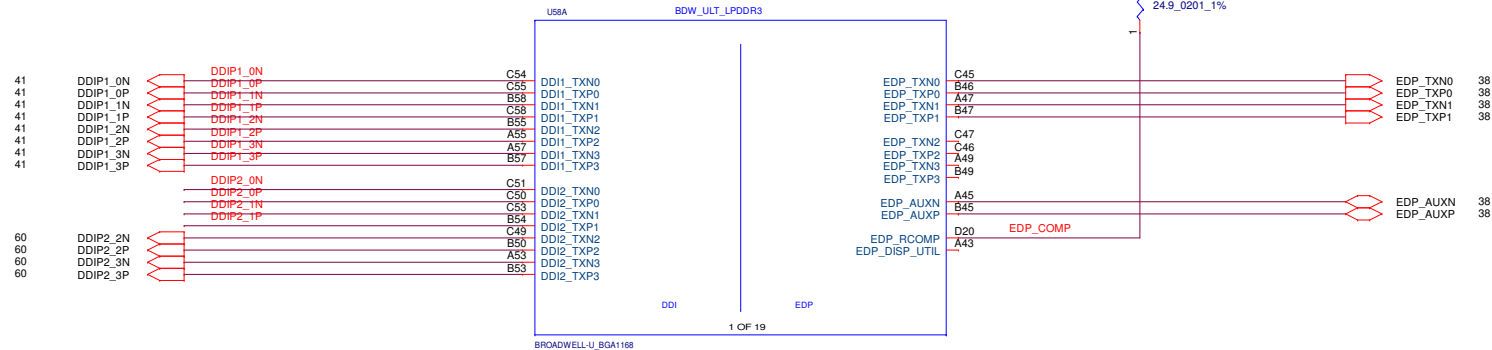 24.9_0201_1%
U58A BDW_ULT_LPDDR3
1
41 DDIP1_0N DDIP1_0N C54 DDI1_TXN0 EDP_TXN0 C45 EDP_TXN0 38
41 DDIP1_0P DDIP1_0P C55 DDI1_TXP0 EDP_TXP0 B46 EDP_TXP0 38
41 DDIP1_1N DDIP1_1N B58 DDI1_TXN1 EDP_TXN1 A47 EDP_TXN1 38
41 DDIP1_1P DDIP1_1P C58 DDI1_TXP1 EDP_TXP1 B47 EDP_TXP1 38
41 DDIP1_2N DDIP1_2N B55 DDI1_TXN2
41 DDIP1_2P DDIP1_2P A55 DDI1_TXP2 EDP_TXN2 C47
41 DDIP1_3N DDIP1_3N A57 DDI1_TXN3 EDP_TXP2 C46
41 DDIP1_3P DDIP1_3P B57 DDI1_TXP3 EDP_TXN3 A49
EDP_TXP3 B49
DDIP2_0N C51 DDI2_TXN0
DDIP2_0P C50 DDI2_TXP0 EDP_AUXN A45 EDP_AUXN 38
DDIP2_1N C53 DDI2_TXN1 EDP_AUXP B45 EDP_AUXP 38
DDIP2_1P B54 DDI2_TXP1
60 DDIP2_2N C49 DDI2_TXN2 EDP_RCOMP D20 EDP_COMP
60 DDIP2_2P B50 DDI2_TXP2 EDP_DISP_UTIL A43
60 DDIP2_3N A53 DDI2_TXN3
60 DDIP2_3P B53 DDI2_TXP3
DDI EDP
1 OF 19
BROADWELL-U_BGA1168